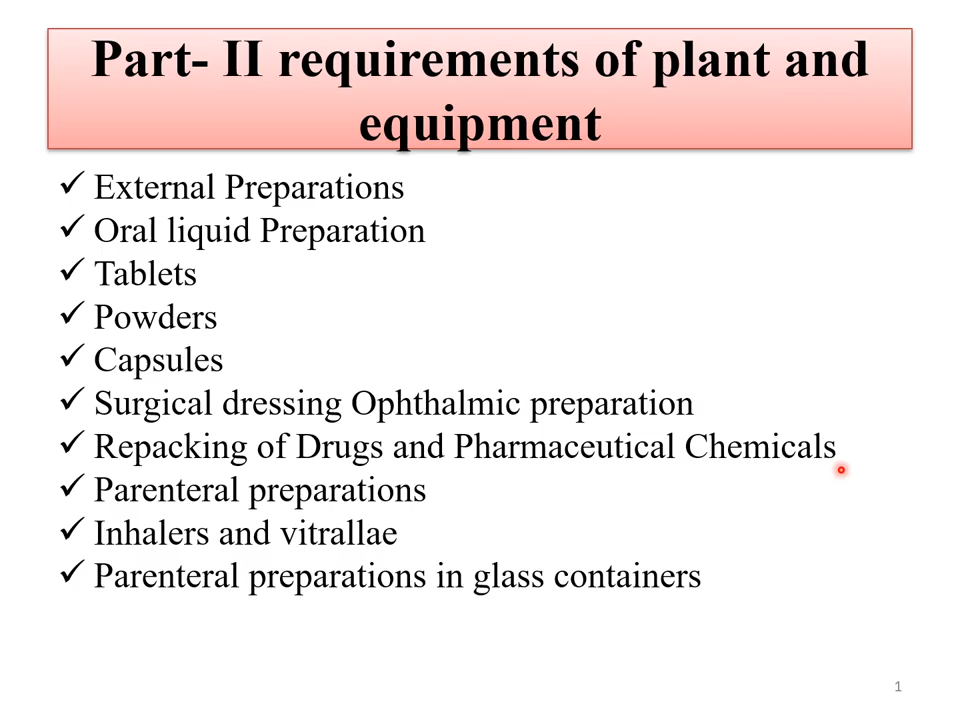 Part- II requirements of plant and
equipment
✓ External Preparations
✓ Oral liquid Preparation
✓ Tablets
✓ Powders
✓ Capsules
✓ Surgical dressing Ophthalmic preparation
✓ Repacking of Drugs and Pharmaceutical Chemicals
✓ Parenteral preparations
✓ Inhalers and vitrallae
✓ Parenteral preparations in glass containers
1